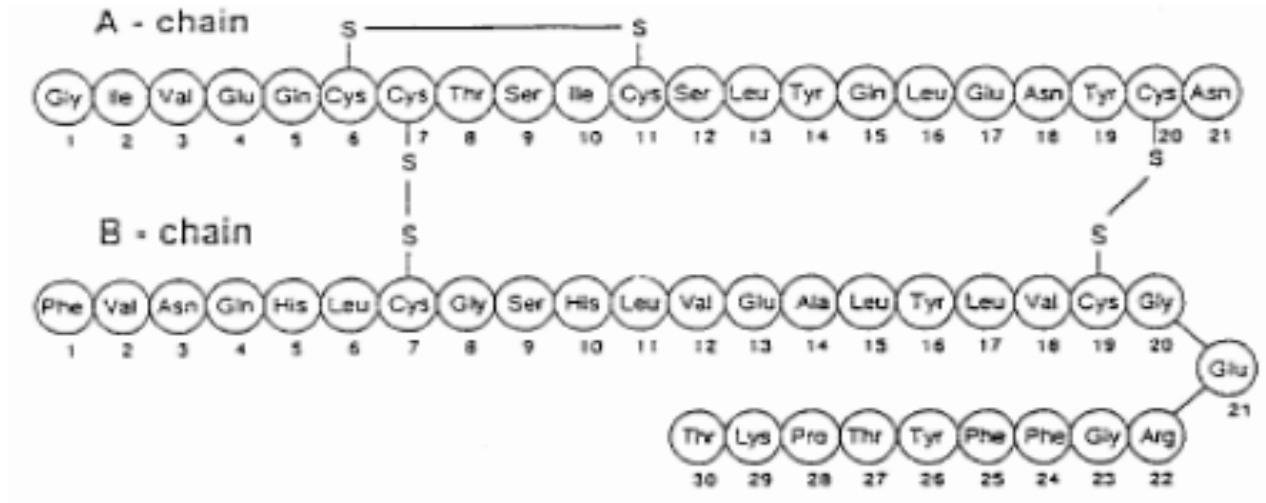 A - chain
S S
Gly Ile Val Glu Gln Cys Cys Thr Ser Ile Cys Ser Leu Tyr Gln Leu Glu Asn Tyr Cys Asn
1 2 3 4 5 6 7 8 9 10 11 12 13 14 15 16 17 18 19 20 21
S S
B - chain
S S
Phe Val Asn Gln His Leu Cys Gly Ser His Leu Val Glu Ala Leu Tyr Leu Val Cys Gly
1 2 3 4 5 6 7 8 9 10 11 12 13 14 15 16 17 18 19 20
Glu
21
Thr Lys Pro Thr Tyr Phe Phe Gly Arg
30 29 28 27 26 25 24 23 22